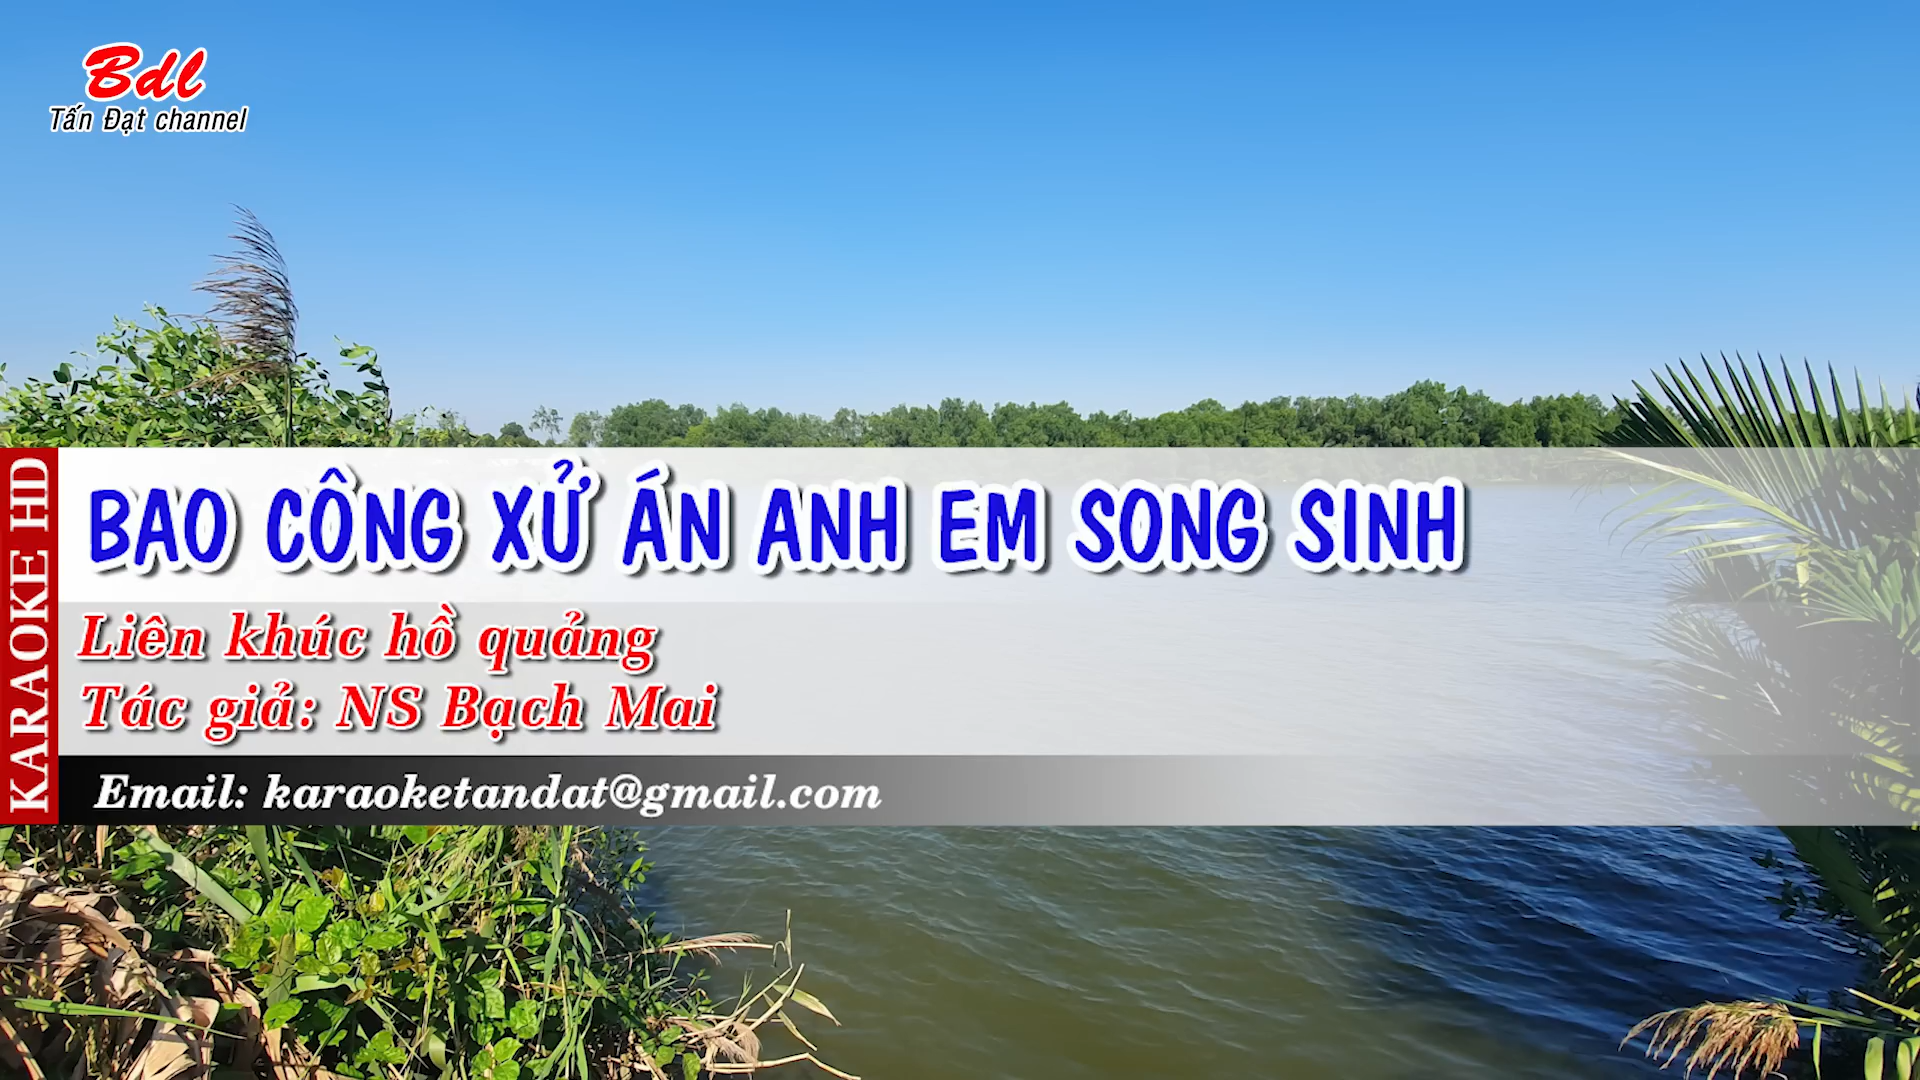 Bdl
Tấn Đạt channel
KARAOKE HD
BAO CÔNG XỬ ÁN ANH EM SONG SINH
Liên khúc hồ quảng
Tác giả: NS Bạch Mai
Email: karaoketandat@gmail.com